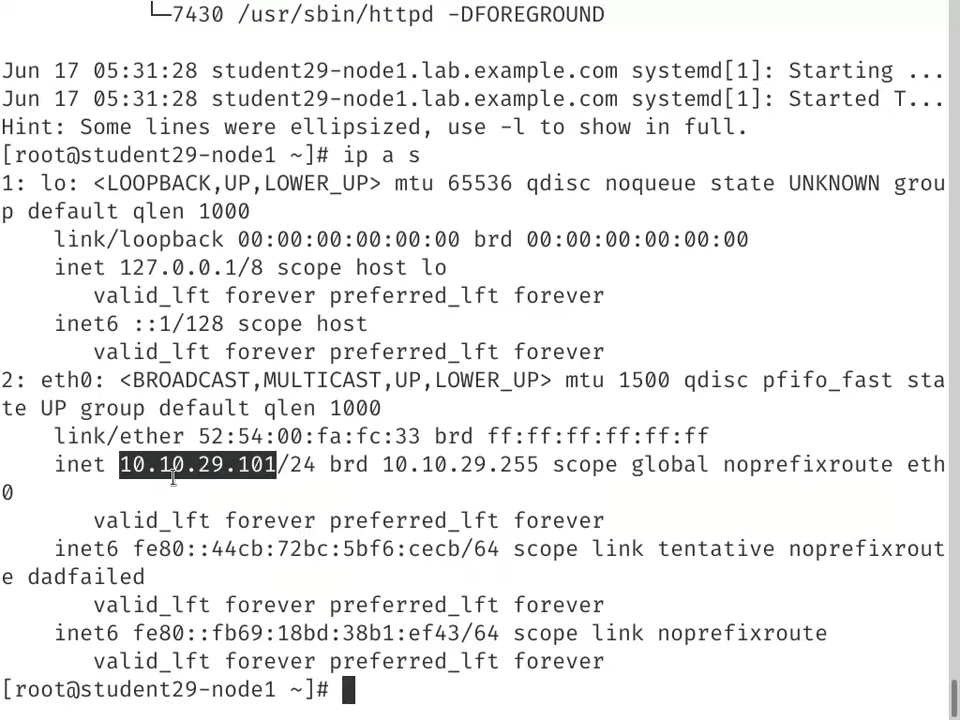 └─7430 /usr/sbin/httpd -DFOREGROUND
Jun 17 05:31:28 student29-node1.lab.example.com systemd[1]: Starting ...
Jun 17 05:31:28 student29-node1.lab.example.com systemd[1]: Started T...
Hint: Some lines were ellipsized, use -l to show in full.
[root@student29-node1 ~]# ip a s
1: lo: <LOOPBACK,UP,LOWER_UP> mtu 65536 qdisc noqueue state UNKNOWN grou
p default qlen 1000
link/loopback 00:00:00:00:00:00 brd 00:00:00:00:00:00
inet 127.0.0.1/8 scope host lo
valid_lft forever preferred_lft forever
inet6 ::1/128 scope host
valid_lft forever preferred_lft forever
2: eth0: <BROADCAST,MULTICAST,UP,LOWER_UP> mtu 1500 qdisc pfifo_fast sta
te UP group default qlen 1000
link/ether 52:54:00:fa:fc:33 brd ff:ff:ff:ff:ff:ff
inet 10.10.29.101/24 brd 10.10.29.255 scope global noprefixroute eth
0
valid_lft forever preferred_lft forever
inet6 fe80::44cb:72bc:5bf6:cecb/64 scope link tentative noprefixrout
e dadfailed
valid_lft forever preferred_lft forever
inet6 fe80::fb69:18bd:38b1:ef43/64 scope link noprefixroute
valid_lft forever preferred_lft forever
[root@student29-node1 ~]#